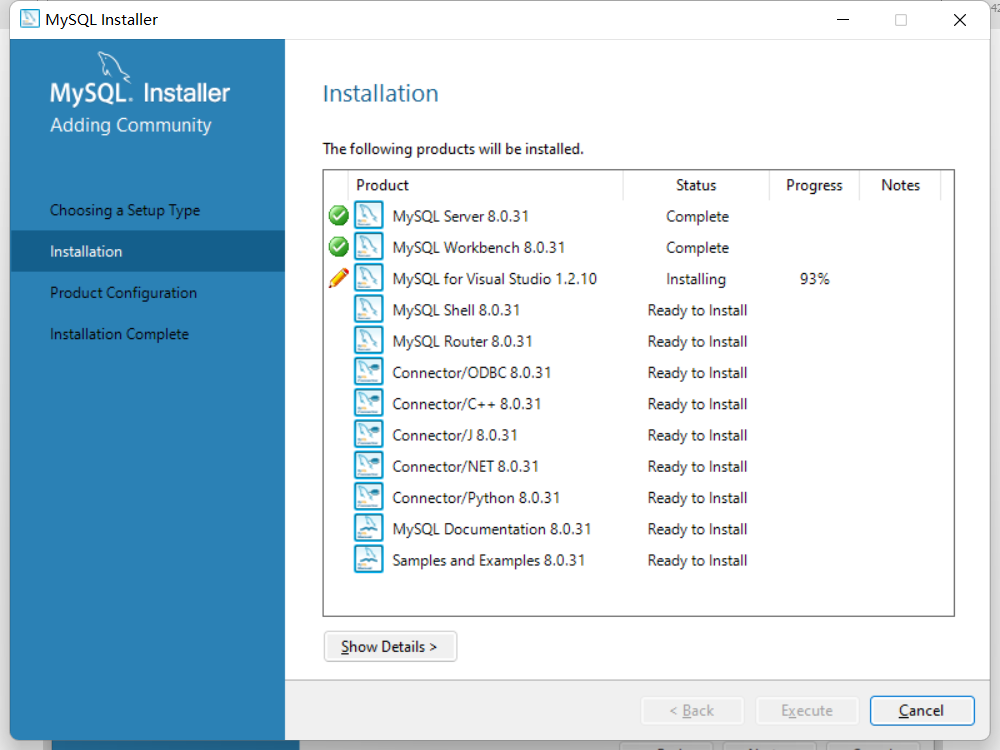 MySQL Installer
MySQL. Installer
Adding Community
Choosing a Setup Type
Installation
Product Configuration
Installation Complete
Installation
The following products will be installed.
Product Status Progress Notes
MySQL Server 8.0.31 Complete
MySQL Workbench 8.0.31 Complete
MySQL for Visual Studio 1.2.10 Installing 93%
MySQL Shell 8.0.31 Ready to Install
MySQL Router 8.0.31 Ready to Install
Connector/ODBC 8.0.31 Ready to Install
Connector/C++ 8.0.31 Ready to Install
Connector/J 8.0.31 Ready to Install
Connector/NET 8.0.31 Ready to Install
Connector/Python 8.0.31 Ready to Install
MySQL Documentation 8.0.31 Ready to Install
Samples and Examples 8.0.31 Ready to Install
Show Details >
< Back Execute Cancel